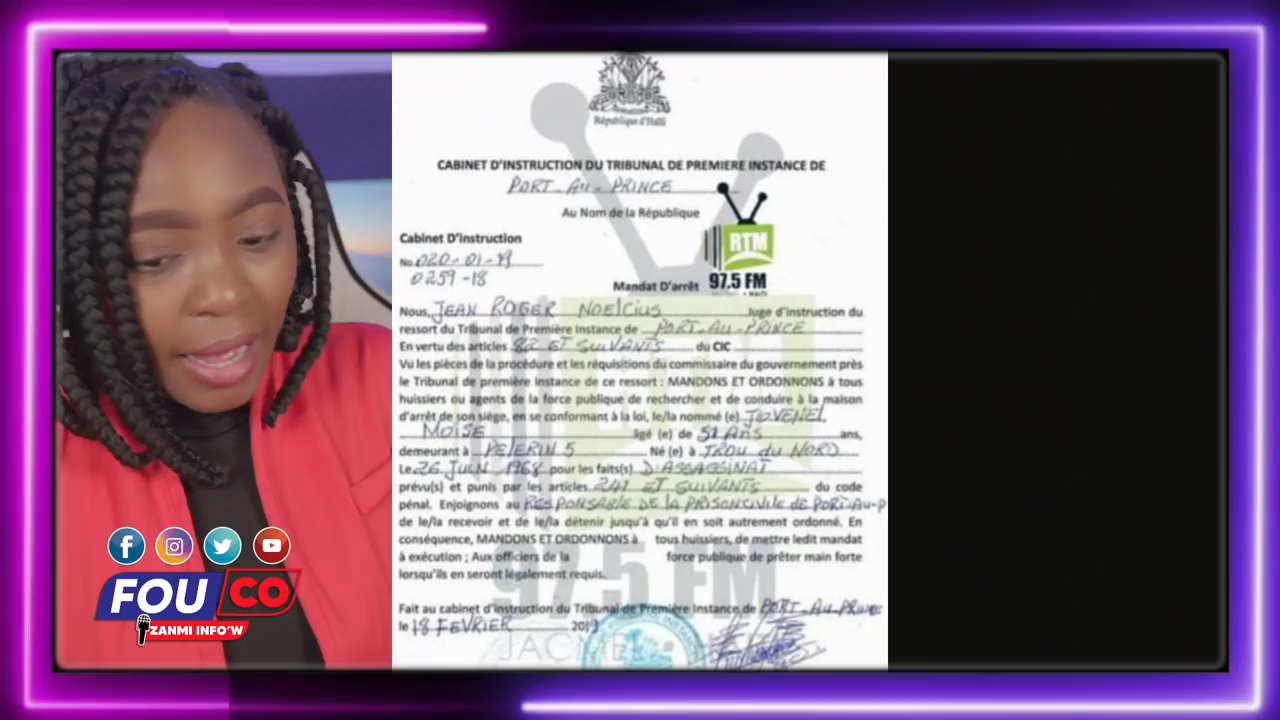 République d'Haïti
CABINET D'INSTRUCTION DU TRIBUNAL DE PREMIERE INSTANCE DE
PORT-AU-PRINCE
Au Nom de la République
Cabinet D'instruction
No. 020-01-19
0259-18
RTM
97.5 FM
Mandat D'arrêt
Nous, JEAN ROGER NOELCIUS Juge d'instruction du
ressort du Tribunal de Première Instance de PORT-AU-PRINCE
En vertu des articles 82 ET SUIVANTS du CIC
Vu les pièces de la procédure et les réquisitions du commissaire du gouvernement près
le Tribunal de première instance de ce ressort : MANDONS ET ORDONNONS à tous
huissiers ou agents de la force publique de rechercher et de conduire à la maison
d'arrêt de son siège, en se conformant à la loi, le/la nommé (e) JOVENEL
MOISE âgé (e) de 51 Ans ans,
demeurant à PELERIN 5 Né(e) à TROU du NORD
Le 26 JUIN 1968 pour les faits(s) D'ASSASSINAT
prévu(s) et punis par les articles 241 ET SUIVANTS du code
pénal. Enjoignons au RESPONSABLE DE LA PRISON CIVILE de PORT-AU-P
de le/la recevoir et de le/la détenir jusqu'à qu'il en soit autrement ordonné. En
conséquence, MANDONS ET ORDONNONS à tous huissiers, de mettre ledit mandat
à exécution ; Aux officiers de la force publique de prêter main forte
lorsqu'ils en seront légalement requis.
97.5 FM
Fait au cabinet d'instruction du Tribunal de Première Instance de PORT-AU-PRINCE
le 18 FEVRIER 2019
JACMEL
FOU CO
ZANMI INFO'W